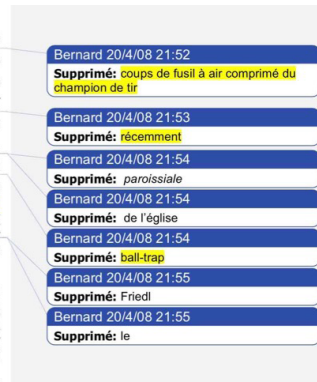 Bernard 20/4/08 21:52
Supprimé: coups de fusil à air comprimé du
champion de tir
Bernard 20/4/08 21:53
Supprimé: récemment
Bernard 20/4/08 21:54
Supprimé: paroissiale
Bernard 20/4/08 21:54
Supprimé: de l'église
Bernard 20/4/08 21:54
Supprimé: ball-trap
Bernard 20/4/08 21:55
Supprimé: Friedl
Bernard 20/4/08 21:55
Supprimé: le